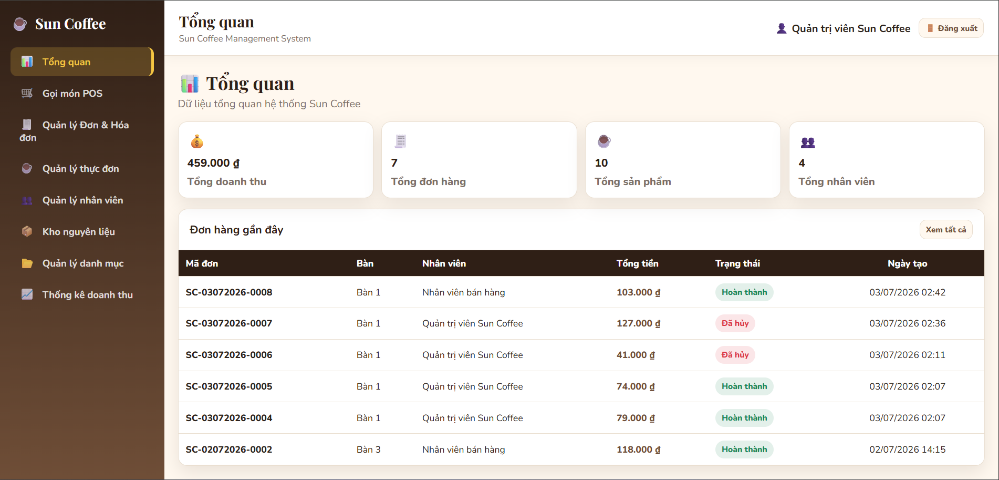 Sun Coffee
Tổng quan
Gọi món POS
Quản lý Đơn & Hóa
đơn
Quản lý thực đơn
Quản lý nhân viên
Kho nguyên liệu
Quản lý danh mục
Thống kê doanh thu
Tổng quan
Sun Coffee Management System
Quản trị viên Sun Coffee
Đăng xuất
Tổng quan
Dữ liệu tổng quan hệ thống Sun Coffee
459.000 ₫
Tổng doanh thu
7
Tổng đơn hàng
10
Tổng sản phẩm
4
Tổng nhân viên
Đơn hàng gần đây
Xem tất cả
Mã đơn Bàn Nhân viên Tổng tiền Trạng thái Ngày tạo
SC-03072026-0008 Bàn 1 Nhân viên bán hàng 103.000 ₫ Hoàn thành 03/07/2026 02:42
SC-03072026-0007 Bàn 1 Quản trị viên Sun Coffee 127.000 ₫ Đã hủy 03/07/2026 02:36
SC-03072026-0006 Bàn 1 Quản trị viên Sun Coffee 41.000 ₫ Đã hủy 03/07/2026 02:11
SC-03072026-0005 Bàn 1 Quản trị viên Sun Coffee 74.000 ₫ Hoàn thành 03/07/2026 02:07
SC-03072026-0004 Bàn 1 Quản trị viên Sun Coffee 79.000 ₫ Hoàn thành 03/07/2026 02:07
SC-02072026-0002 Bàn 3 Nhân viên bán hàng 118.000 ₫ Hoàn thành 02/07/2026 14:15